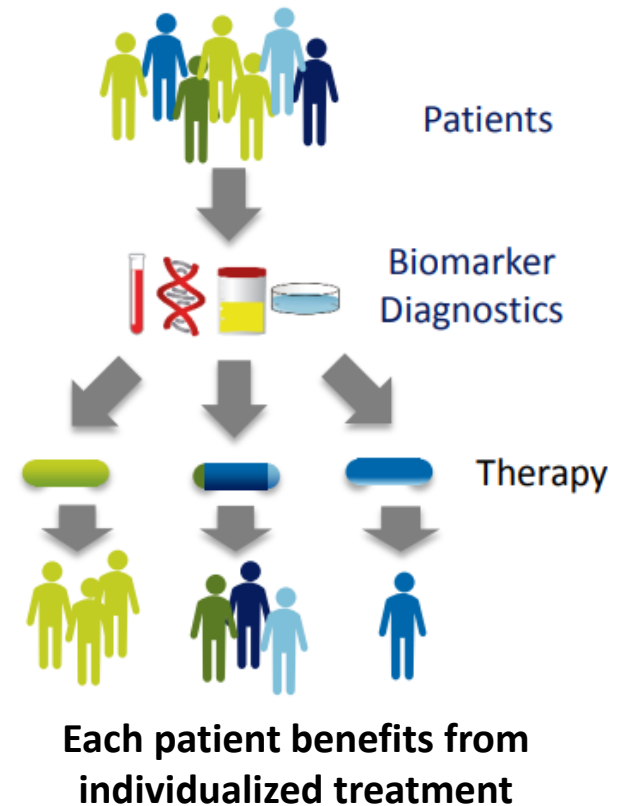 Patients
Biomarker
Diagnostics
Therapy
Each patient benefits from
individualized treatment